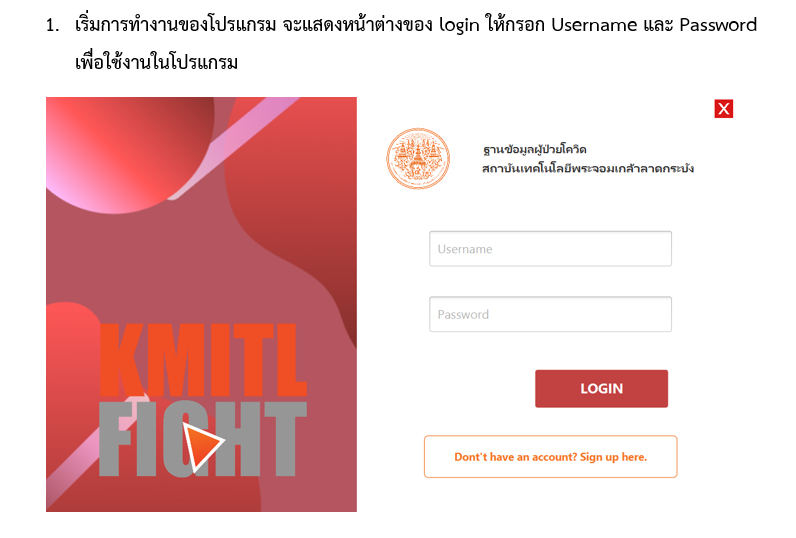 1. เริ่มการทำงานของโปรแกรม จะแสดงหน้าต่างของ login ให้กรอก Username และ Password
เพื่อใช้งานในโปรแกรม
X
ฐานข้อมูลผู้ป่วยโควิด
สถาบันเทคโนโลยีพระจอมเกล้าลาดกระบัง
Username
Password
LOGIN
Dont't have an account? Sign up here.
KMITL
FIGHT